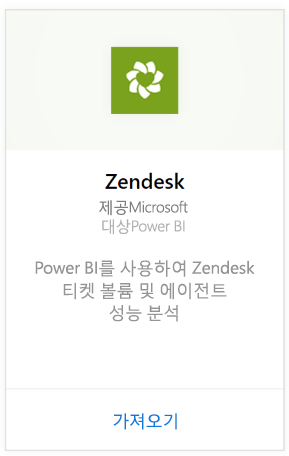 Zendesk
제공Microsoft
대상Power BI
Power BI를 사용하여 Zendesk
티켓 볼륨 및 에이전트
성능 분석
가져오기